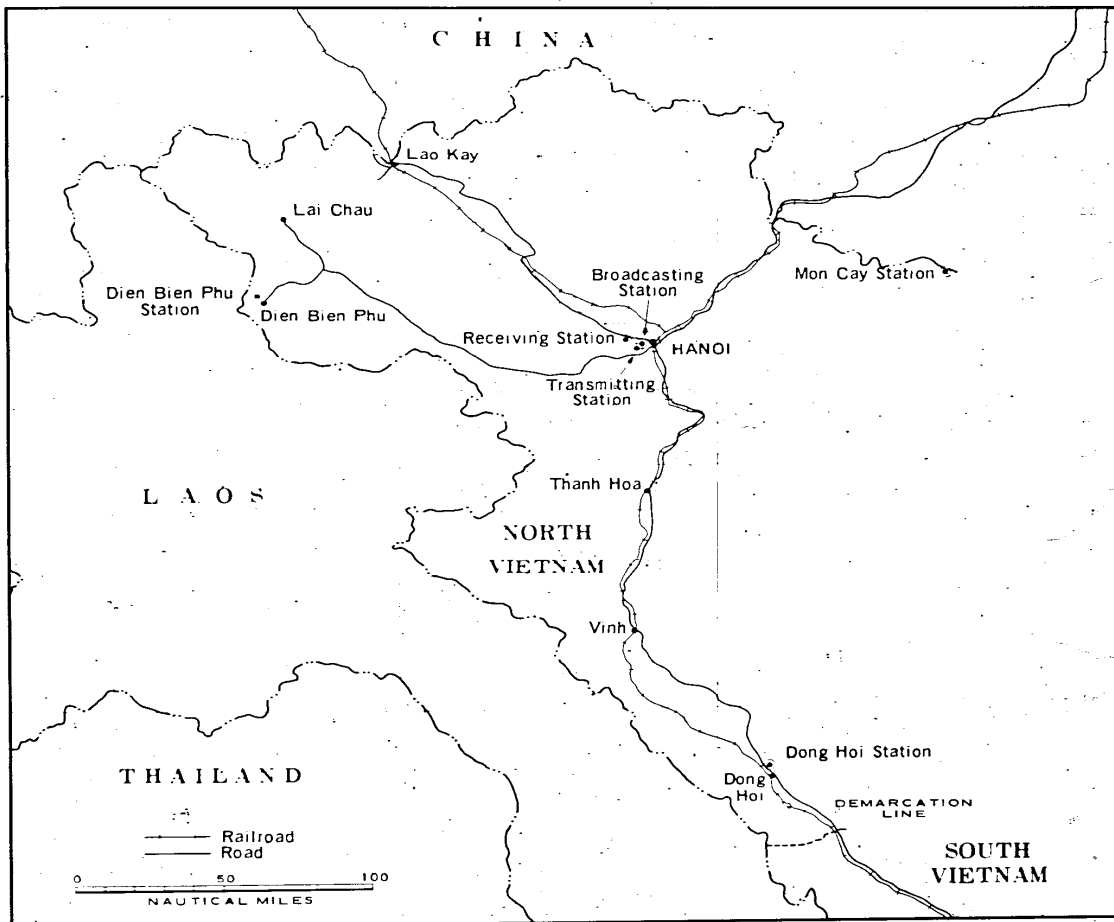 CHINA
Lao Kay
Lai Chau
Broadcasting
Station
Mon Cay Station
Dien Bien Phu
Station
Dien Bien Phu
Receiving Station
HANOI
Transmitting
Station
Thanh Hoa
LAOS
NORTH
VIETNAM
Vinh
Dong Hoi Station
THAILAND
Dong
Hoi
DEMARCATION
LINE
Railroad
Road
SOUTH
VIETNAM
0 50 100
NAUTICAL MILES